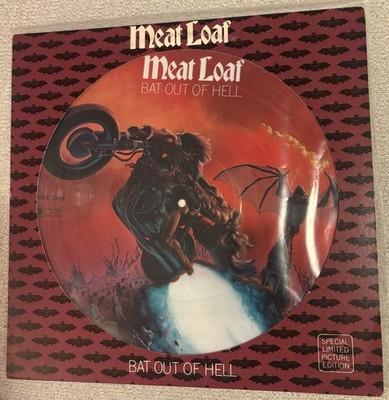 Meat Loaf
Meat Loaf
BAT OUT OF HELL
SIDE ONE
BAT OUT OF HELL
SPECIAL
LIMITED
PICTURE
EDITION